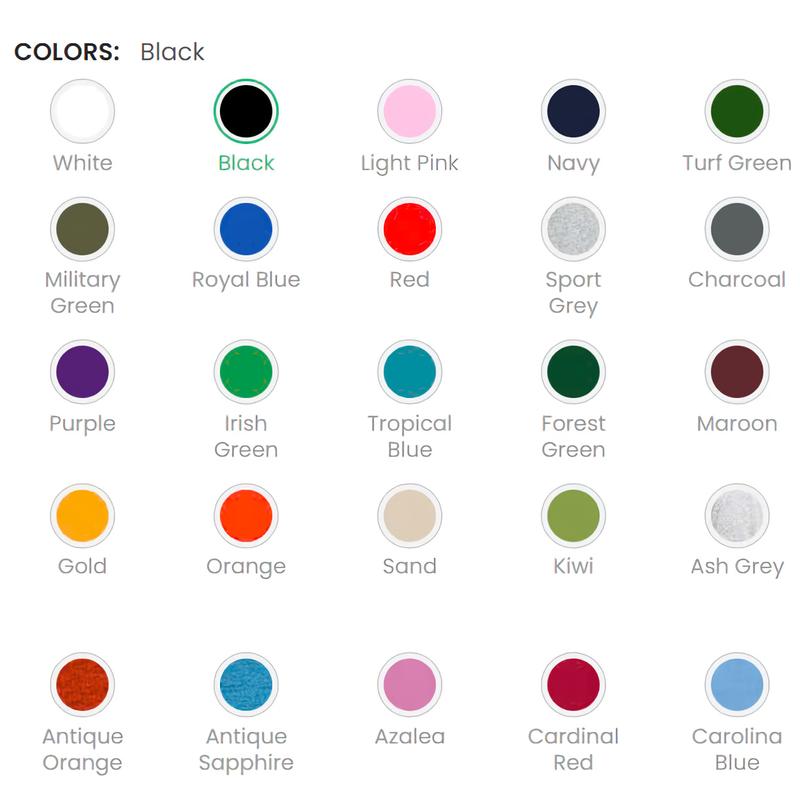 COLORS: Black
White Black Light Pink Navy Turf Green
Military Green Royal Blue Red Sport Grey Charcoal
Purple Irish Green Tropical Blue Forest Green Maroon
Gold Orange Sand Kiwi Ash Grey
Antique Orange Antique Sapphire Azalea Cardinal Red Carolina Blue